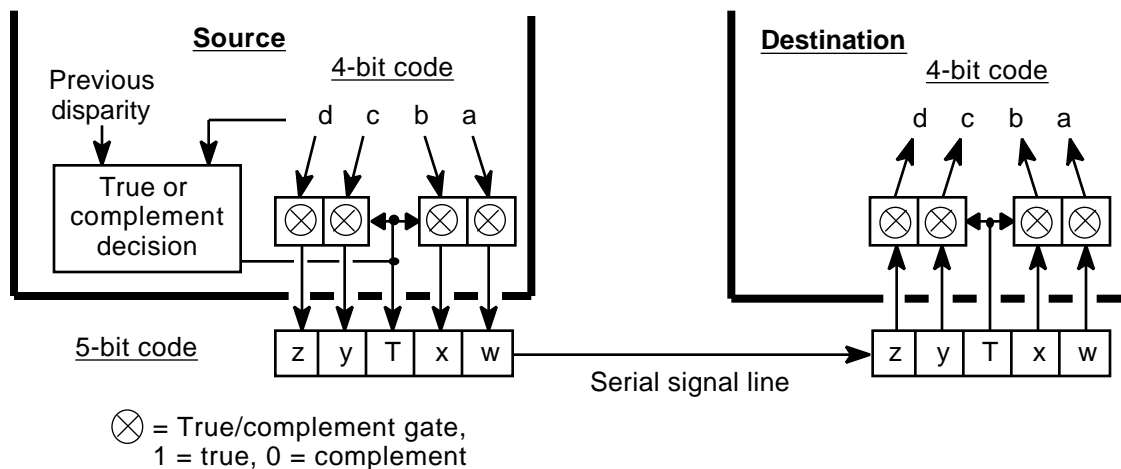 Source
Destination
Previous
disparity
4-bit code
d c b a
True or
complement
decision
5-bit code
z y T x w
Serial signal line
4-bit code
d c b a
z y T x w
= True/complement gate,
1 = true, 0 = complement